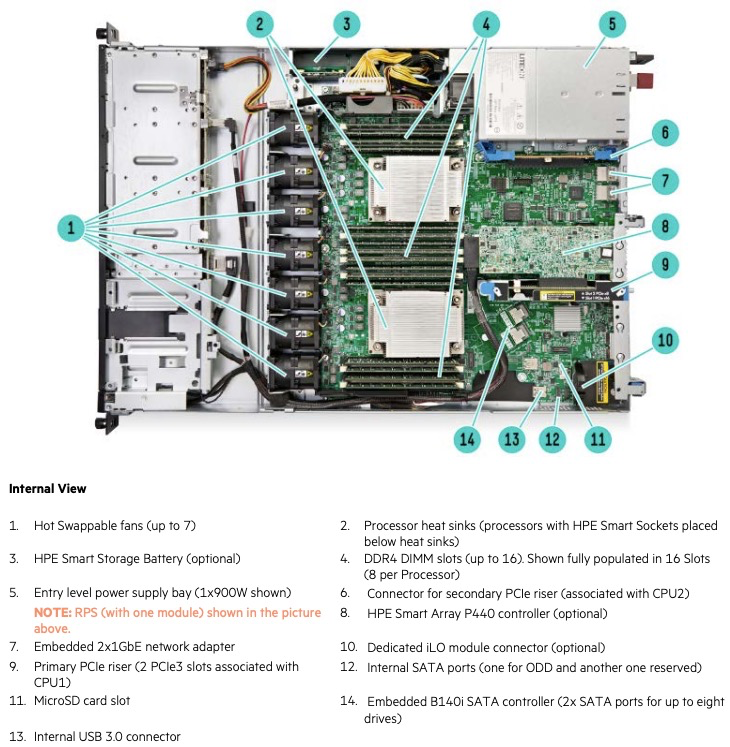 2
3
4
5
LITEON
6
7
1
8
9
10
14
13
12
11
Internal View
1. Hot Swappable fans (up to 7)
2. Processor heat sinks (processors with HPE Smart Sockets placed
below heat sinks)
3. HPE Smart Storage Battery (optional)
4. DDR4 DIMM slots (up to 16). Shown fully populated in 16 Slots
(8 per Processor)
5. Entry level power supply bay (1x900W shown)
NOTE: RPS (with one module) shown in the picture
above.
6. Connector for secondary PCIe riser (associated with CPU2)
8. HPE Smart Array P440 controller (optional)
7. Embedded 2x1GbE network adapter
10. Dedicated iLO module connector (optional)
9. Primary PCIe riser (2 PCIe3 slots associated with
CPU1)
12. Internal SATA ports (one for ODD and another one reserved)
11. MicroSD card slot
14. Embedded B140i SATA controller (2x SATA ports for up to eight
drives)
13. Internal USB 3.0 connector